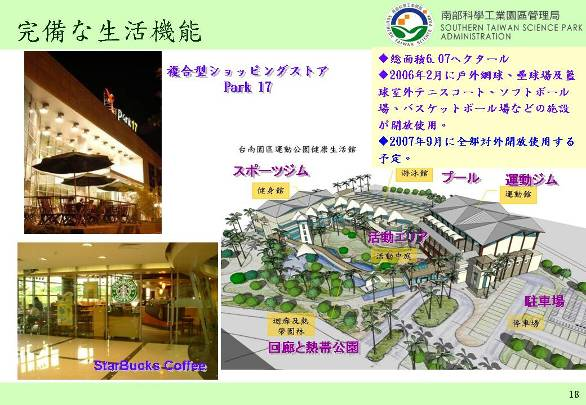 完備な生活機能
南部科學工業園區管理局
SOUTHERN TAIWAN SCIENCE PARK
ADMINISTRATION
複合型ショッピングストア
Park 17
◆総面積6.07ヘクタール
◆2006年2月に戶外網球、壘球場及籃
球室外テニスコート、ソフトボール
場、バスケットボール場などの施設
が開放使用。
◆2007年9月に全部対外開放使用する
予定。
Park 17
台南園區運動公園健康生活館
スポーツジム
健身館
游泳館
プール
運動ジム
運動館
活動エリア
活動中庭
駐車場
停車場
迴廊及熱
帶園林
回廊と熱帯公園
StarBucks Coffee
18